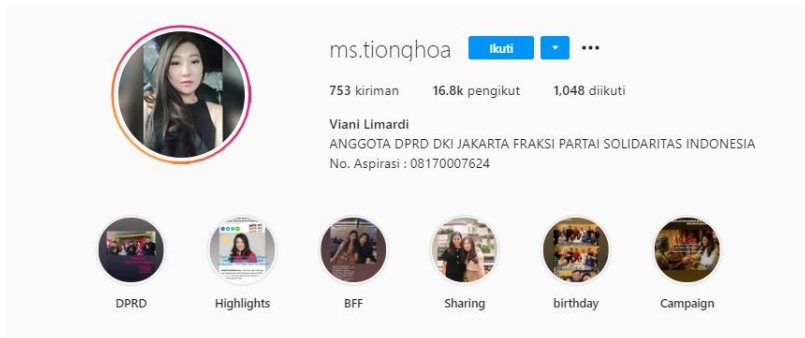 ms.tionghoa Ikuti
753 kiriman 16.8k pengikut 1,048 diikuti
Viani Limardi
ANGGOTA DPRD DKI JAKARTA FRAKSI PARTAI SOLIDARITAS INDONESIA
No. Aspirasi : 08170007624
DPRD Highlights BFF Sharing birthday Campaign